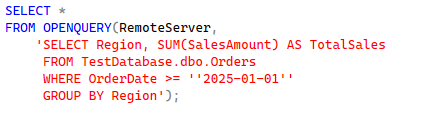 SELECT *
FROM OPENQUERY(RemoteServer,
    'SELECT Region, SUM(SalesAmount) AS TotalSales
     FROM TestDatabase.dbo.Orders
     WHERE OrderDate >= ''2025-01-01''
     GROUP BY Region');